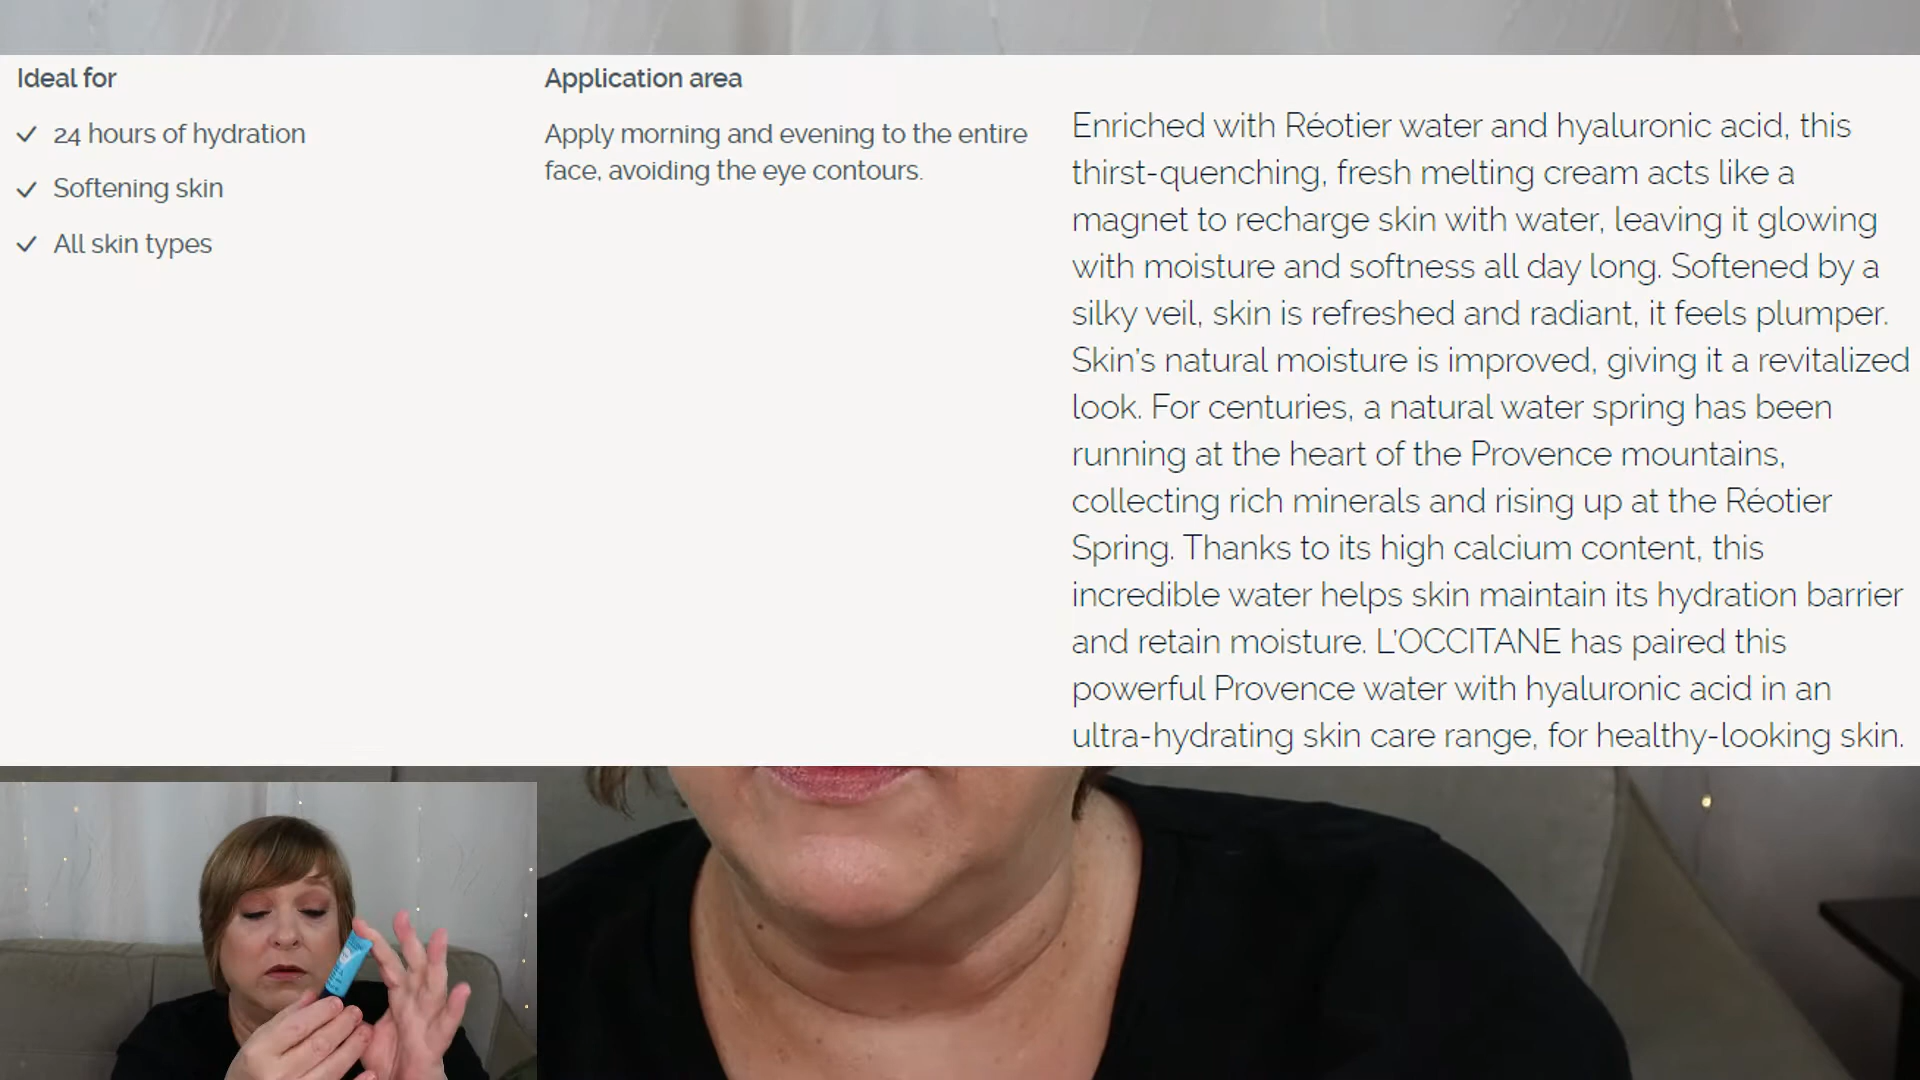 Ideal for
24 hours of hydration
Softening skin
All skin types
Application area
Apply morning and evening to the entire
face, avoiding the eye contours.
Enriched with Réotier water and hyaluronic acid, this
thirst-quenching, fresh melting cream acts like a
magnet to recharge skin with water, leaving it glowing
with moisture and softness all day long. Softened by a
silky veil, skin is refreshed and radiant, it feels plumper.
Skin's natural moisture is improved, giving it a revitalized
look. For centuries, a natural water spring has been
running at the heart of the Provence mountains,
collecting rich minerals and rising up at the Réotier
Spring. Thanks to its high calcium content, this
incredible water helps skin maintain its hydration barrier
and retain moisture. L'OCCITANE has paired this
powerful Provence water with hyaluronic acid in an
ultra-hydrating skin care range, for healthy-looking skin.